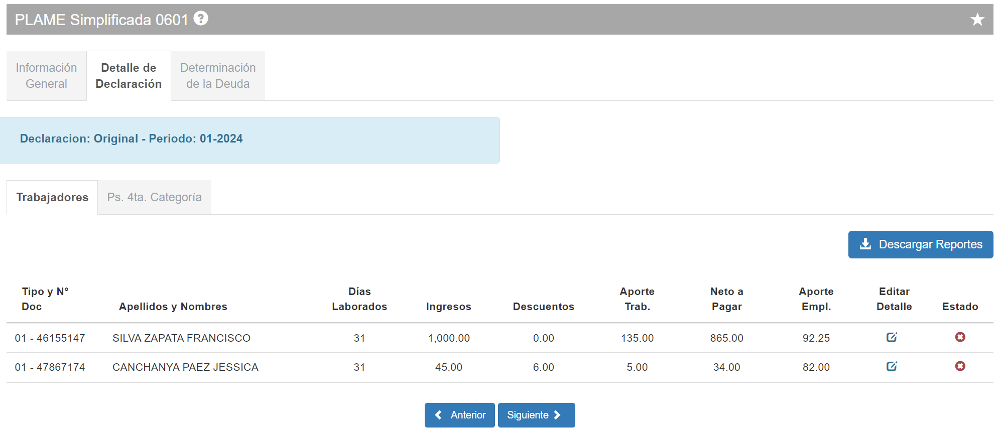 PLAME Simplificada 0601 ?
Información General
Detalle de Declaración
Determinación de la Deuda
Declaracion: Original - Periodo: 01-2024
Trabajadores
Ps. 4ta. Categoría
Descargar Reportes
Tipo y N° Doc Apellidos y Nombres Días Laborados Ingresos Descuentos Aporte Trab. Neto a Pagar Aporte Empl. Editar Detalle Estado
01 - 46155147 SILVA ZAPATA FRANCISCO 31 1,000.00 0.00 135.00 865.00 92.25
01 - 47867174 CANCHANYA PAEZ JESSICA 31 45.00 6.00 5.00 34.00 82.00
Anterior Siguiente